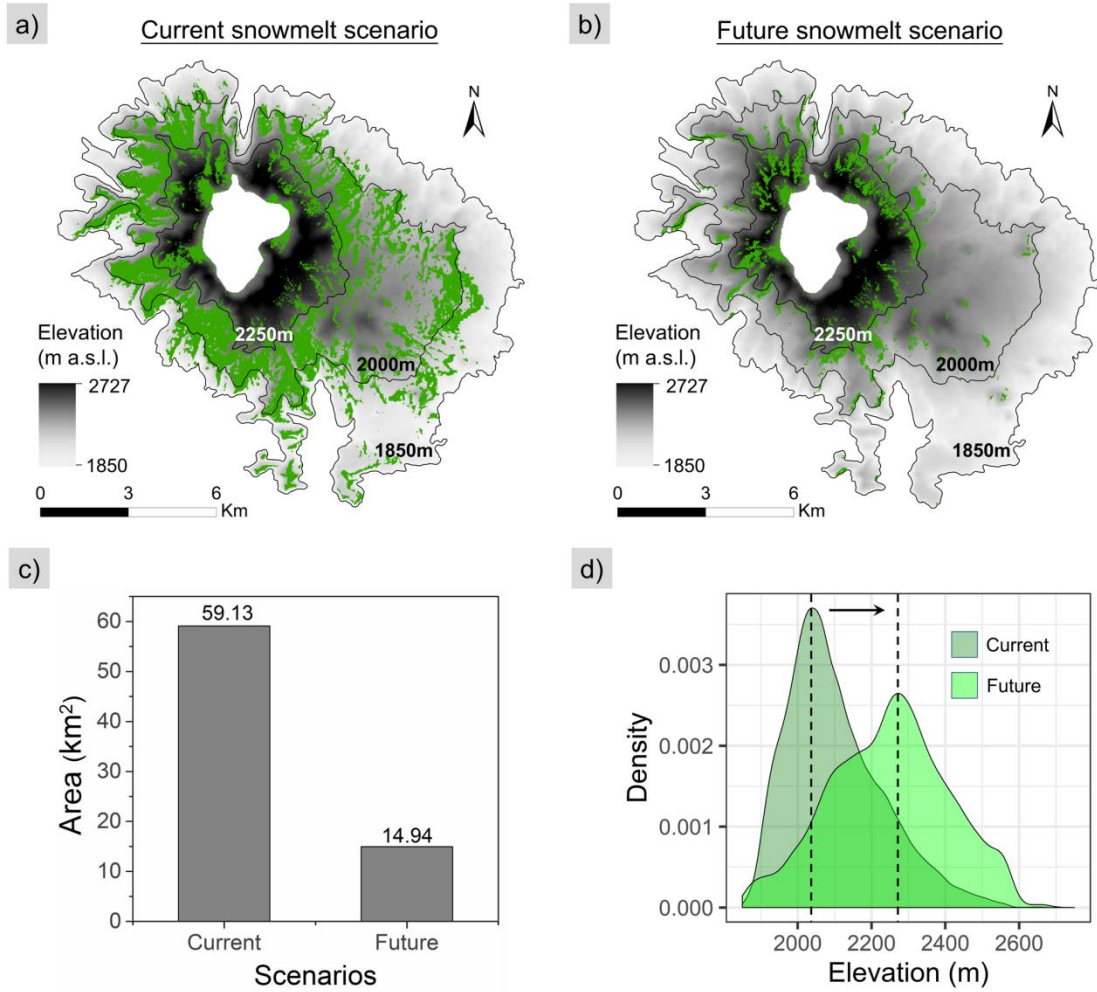 a)
Current snowmelt scenario
N
2250m
2000m
1850m
Elevation
(m a.s.l.)
2727
1850
0 3 6
Km
b)
Future snowmelt scenario
N
2250m
2000m
1850m
Elevation
(m a.s.l.)
2727
1850
0 3 6
Km
c)
Area (km²)
60
50
40
30
20
10
0
59.13
14.94
Current Future
Scenarios
d)
Density
0.003
0.002
0.001
0.000
Current
Future
2000 2200 2400 2600
Elevation (m)